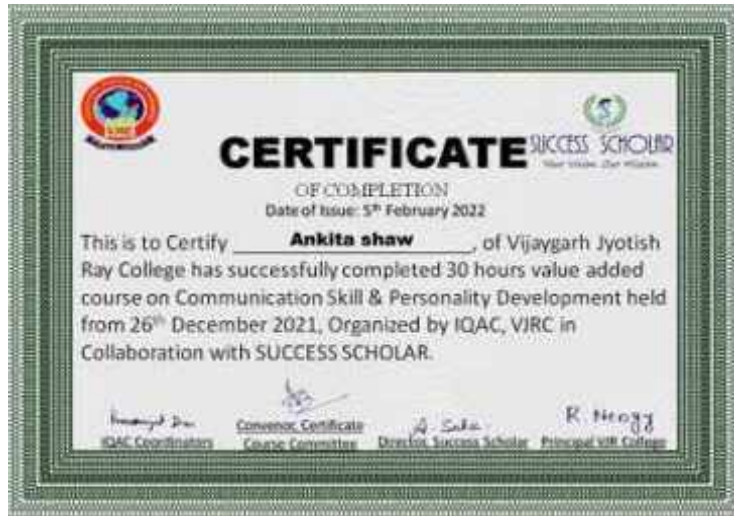 VJRC
SUCCESS SCHOLAR
CERTIFICATE
OF COMPLETION
Date of Issue: 5th February 2022
This is to Certify Ankita shaw, of Vijaygarh Jyotish
Ray College has successfully completed 30 hours value added
course on Communication Skill & Personality Development held
from 26th December 2021, Organized by IQAC, VJRC in
Collaboration with SUCCESS SCHOLAR.
A. Saha R. Neogy
IQAC Coordinators Convenor, Certificate Course Committee Director, Success Scholar Principal VJR College